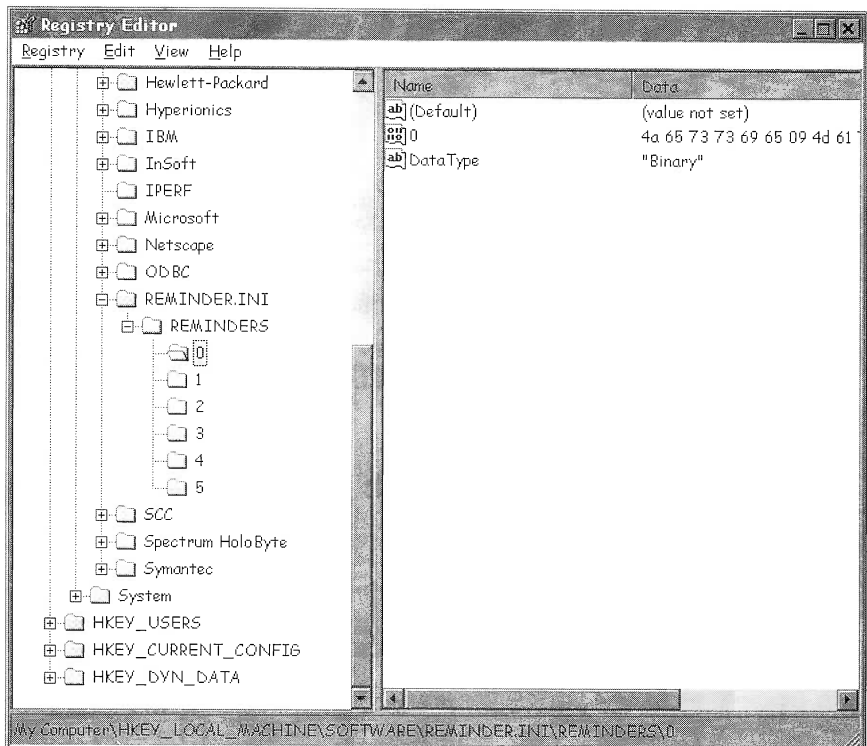 Registry Editor
Registry Edit View Help
Hewlett-Packard
Hyperionics
IBM
InSoft
IPERF
Microsoft
Netscape
ODBC
REMINDER.INI
REMINDERS
0
1
2
3
4
5
SCC
Spectrum HoloByte
Symantec
System
HKEY_USERS
HKEY_CURRENT_CONFIG
HKEY_DYN_DATA
Name Data
(Default) (value not set)
0 4a 65 73 73 69 65 09 4d 61
DataType "Binary"
My Computer\HKEY_LOCAL_MACHINE\SOFTWARE\REMINDER.INI\REMINDERS\0